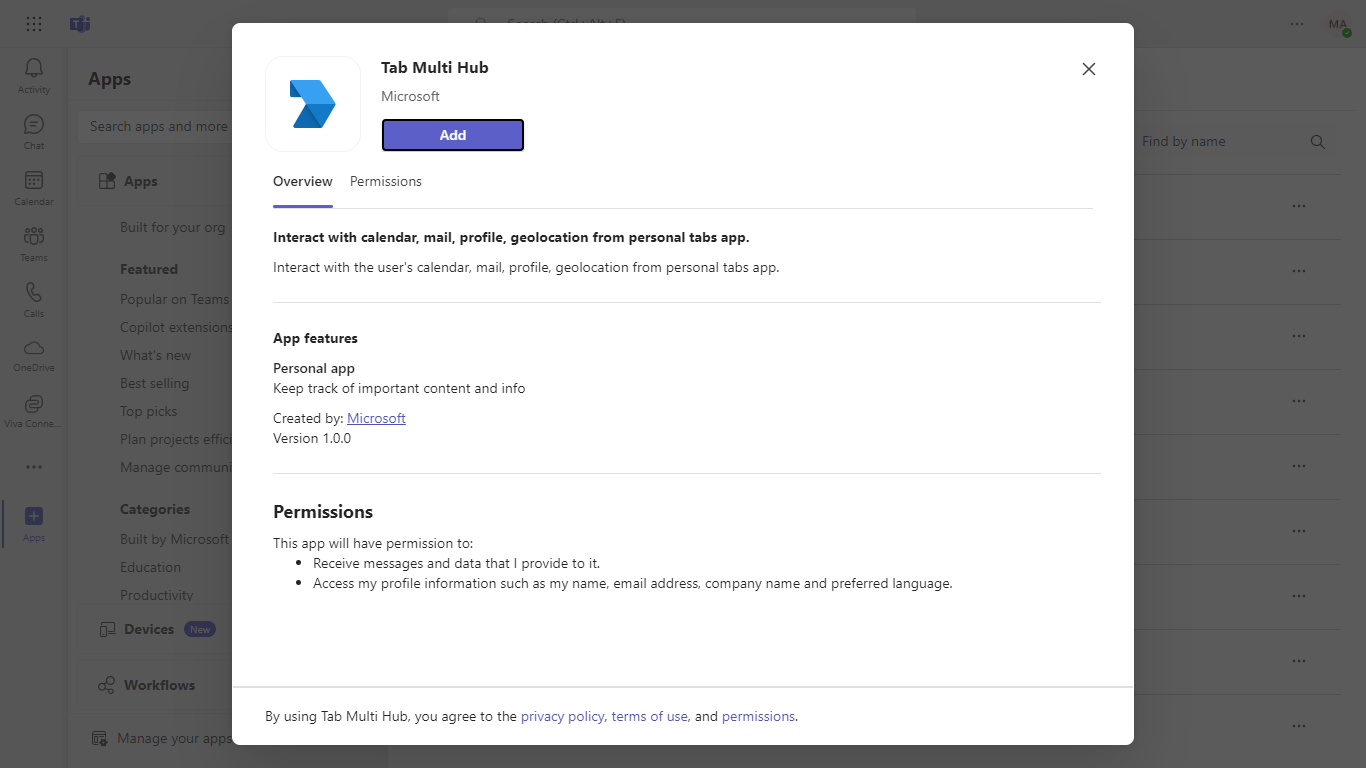 Search (Ctrl+Alt+E)
MA
Activity
Chat
Calendar
Teams
Calls
OneDrive
Viva Conne...
Apps
Apps
Search apps and more
Apps
Built for your org
Featured
Popular on Teams
Copilot extensions
What's new
Best selling
Top picks
Plan projects effici
Manage communi
Categories
Built by Microsoft
Education
Productivity
Devices New
Workflows
Manage your apps
Find by name
Tab Multi Hub
Microsoft
Add
Overview Permissions
Interact with calendar, mail, profile, geolocation from personal tabs app.
Interact with the user's calendar, mail, profile, geolocation from personal tabs app.
App features
Personal app
Keep track of important content and info
Created by: Microsoft
Version 1.0.0
Permissions
This app will have permission to:
• Receive messages and data that I provide to it.
• Access my profile information such as my name, email address, company name and preferred language.
By using Tab Multi Hub, you agree to the privacy policy, terms of use, and permissions.